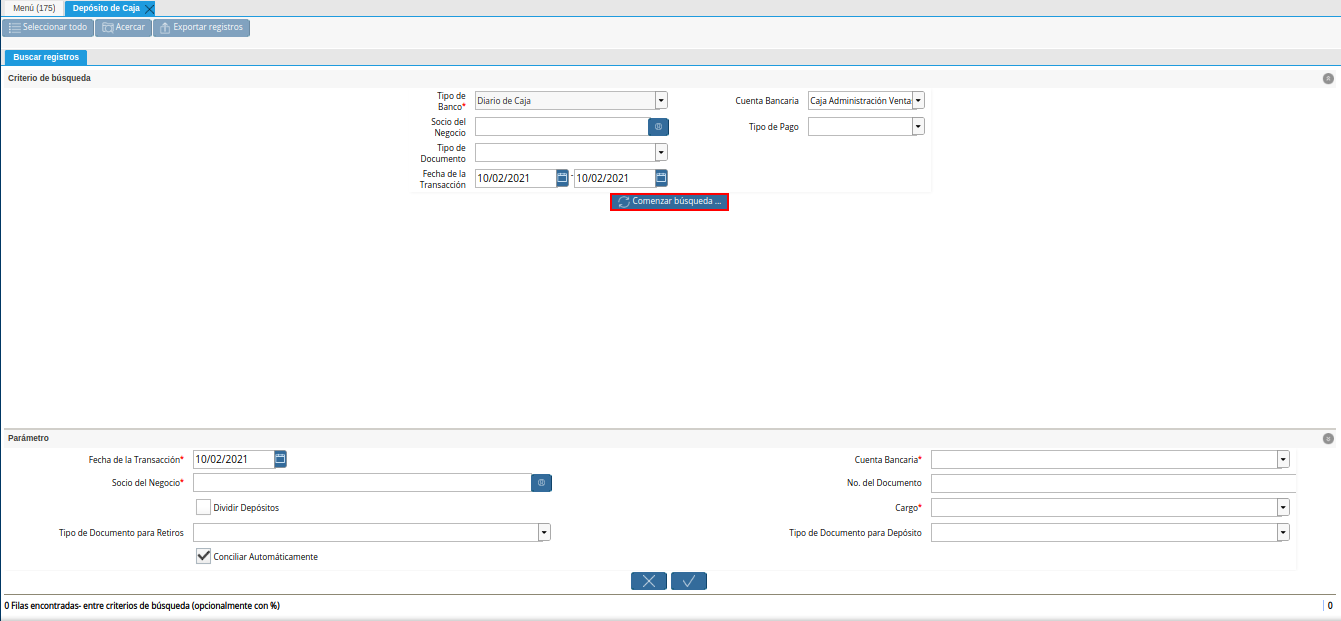 Menú (175) Depósito de Caja
Seleccionar todo Acercar Exportar registros
Buscar registros
Criterio de búsqueda
Tipo de Banco* Diario de Caja Cuenta Bancaria Caja Administración Venta
Socio del Negocio Tipo de Pago
Tipo de Documento
Fecha de la Transacción 10/02/2021 - 10/02/2021
Comenzar búsqueda ...
Parámetro
Fecha de la Transacción* 10/02/2021 Cuenta Bancaria*
Socio del Negocio* No. del Documento
Dividir Depósitos Cargo*
Tipo de Documento para Retiros Tipo de Documento para Depósito
Conciliar Automáticamente
0 Filas encontradas- entre criterios de búsqueda (opcionalmente con %) 0